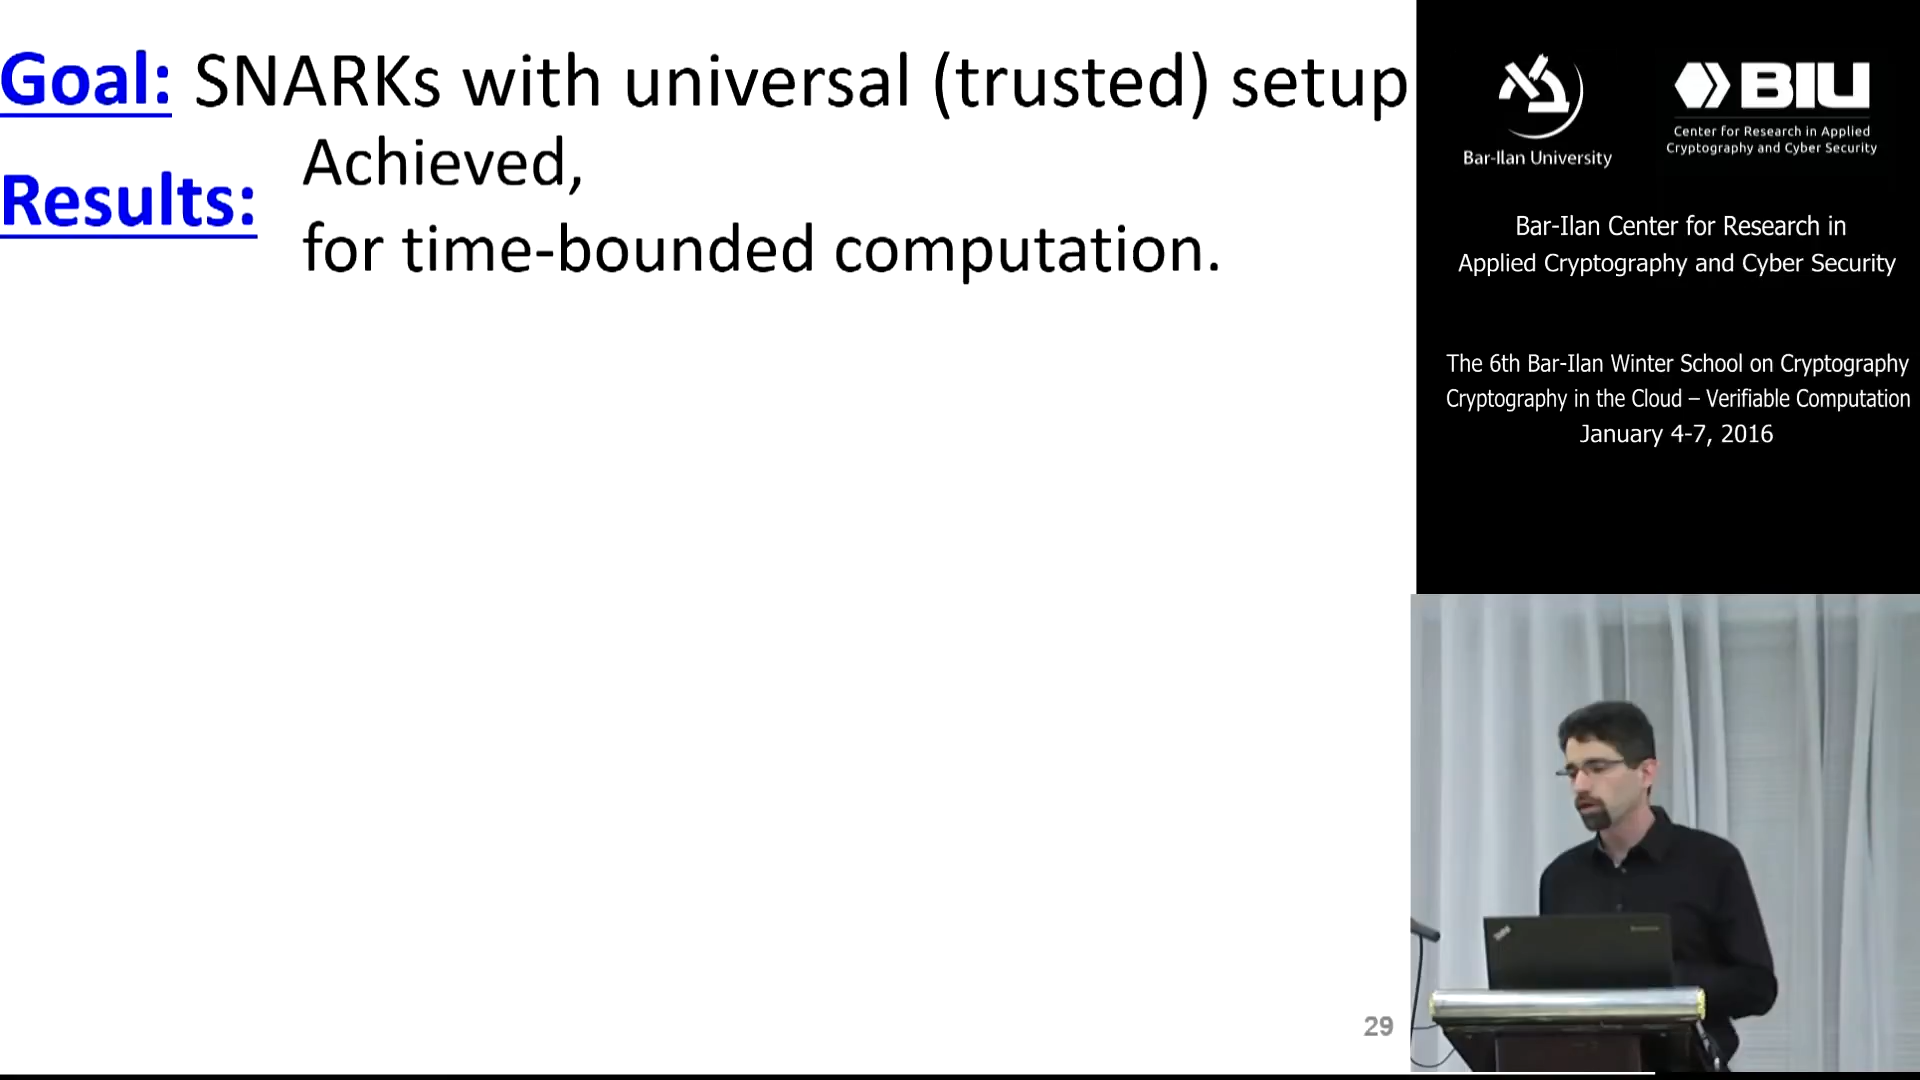 Goal: SNARKs with universal (trusted) setup
Results: Achieved,
for time-bounded computation.
29
Bar-Ilan University
BIU
Center for Research in Applied
Cryptography and Cyber Security
Bar-Ilan Center for Research in
Applied Cryptography and Cyber Security
The 6th Bar-Ilan Winter School on Cryptography
Cryptography in the Cloud – Verifiable Computation
January 4-7, 2016